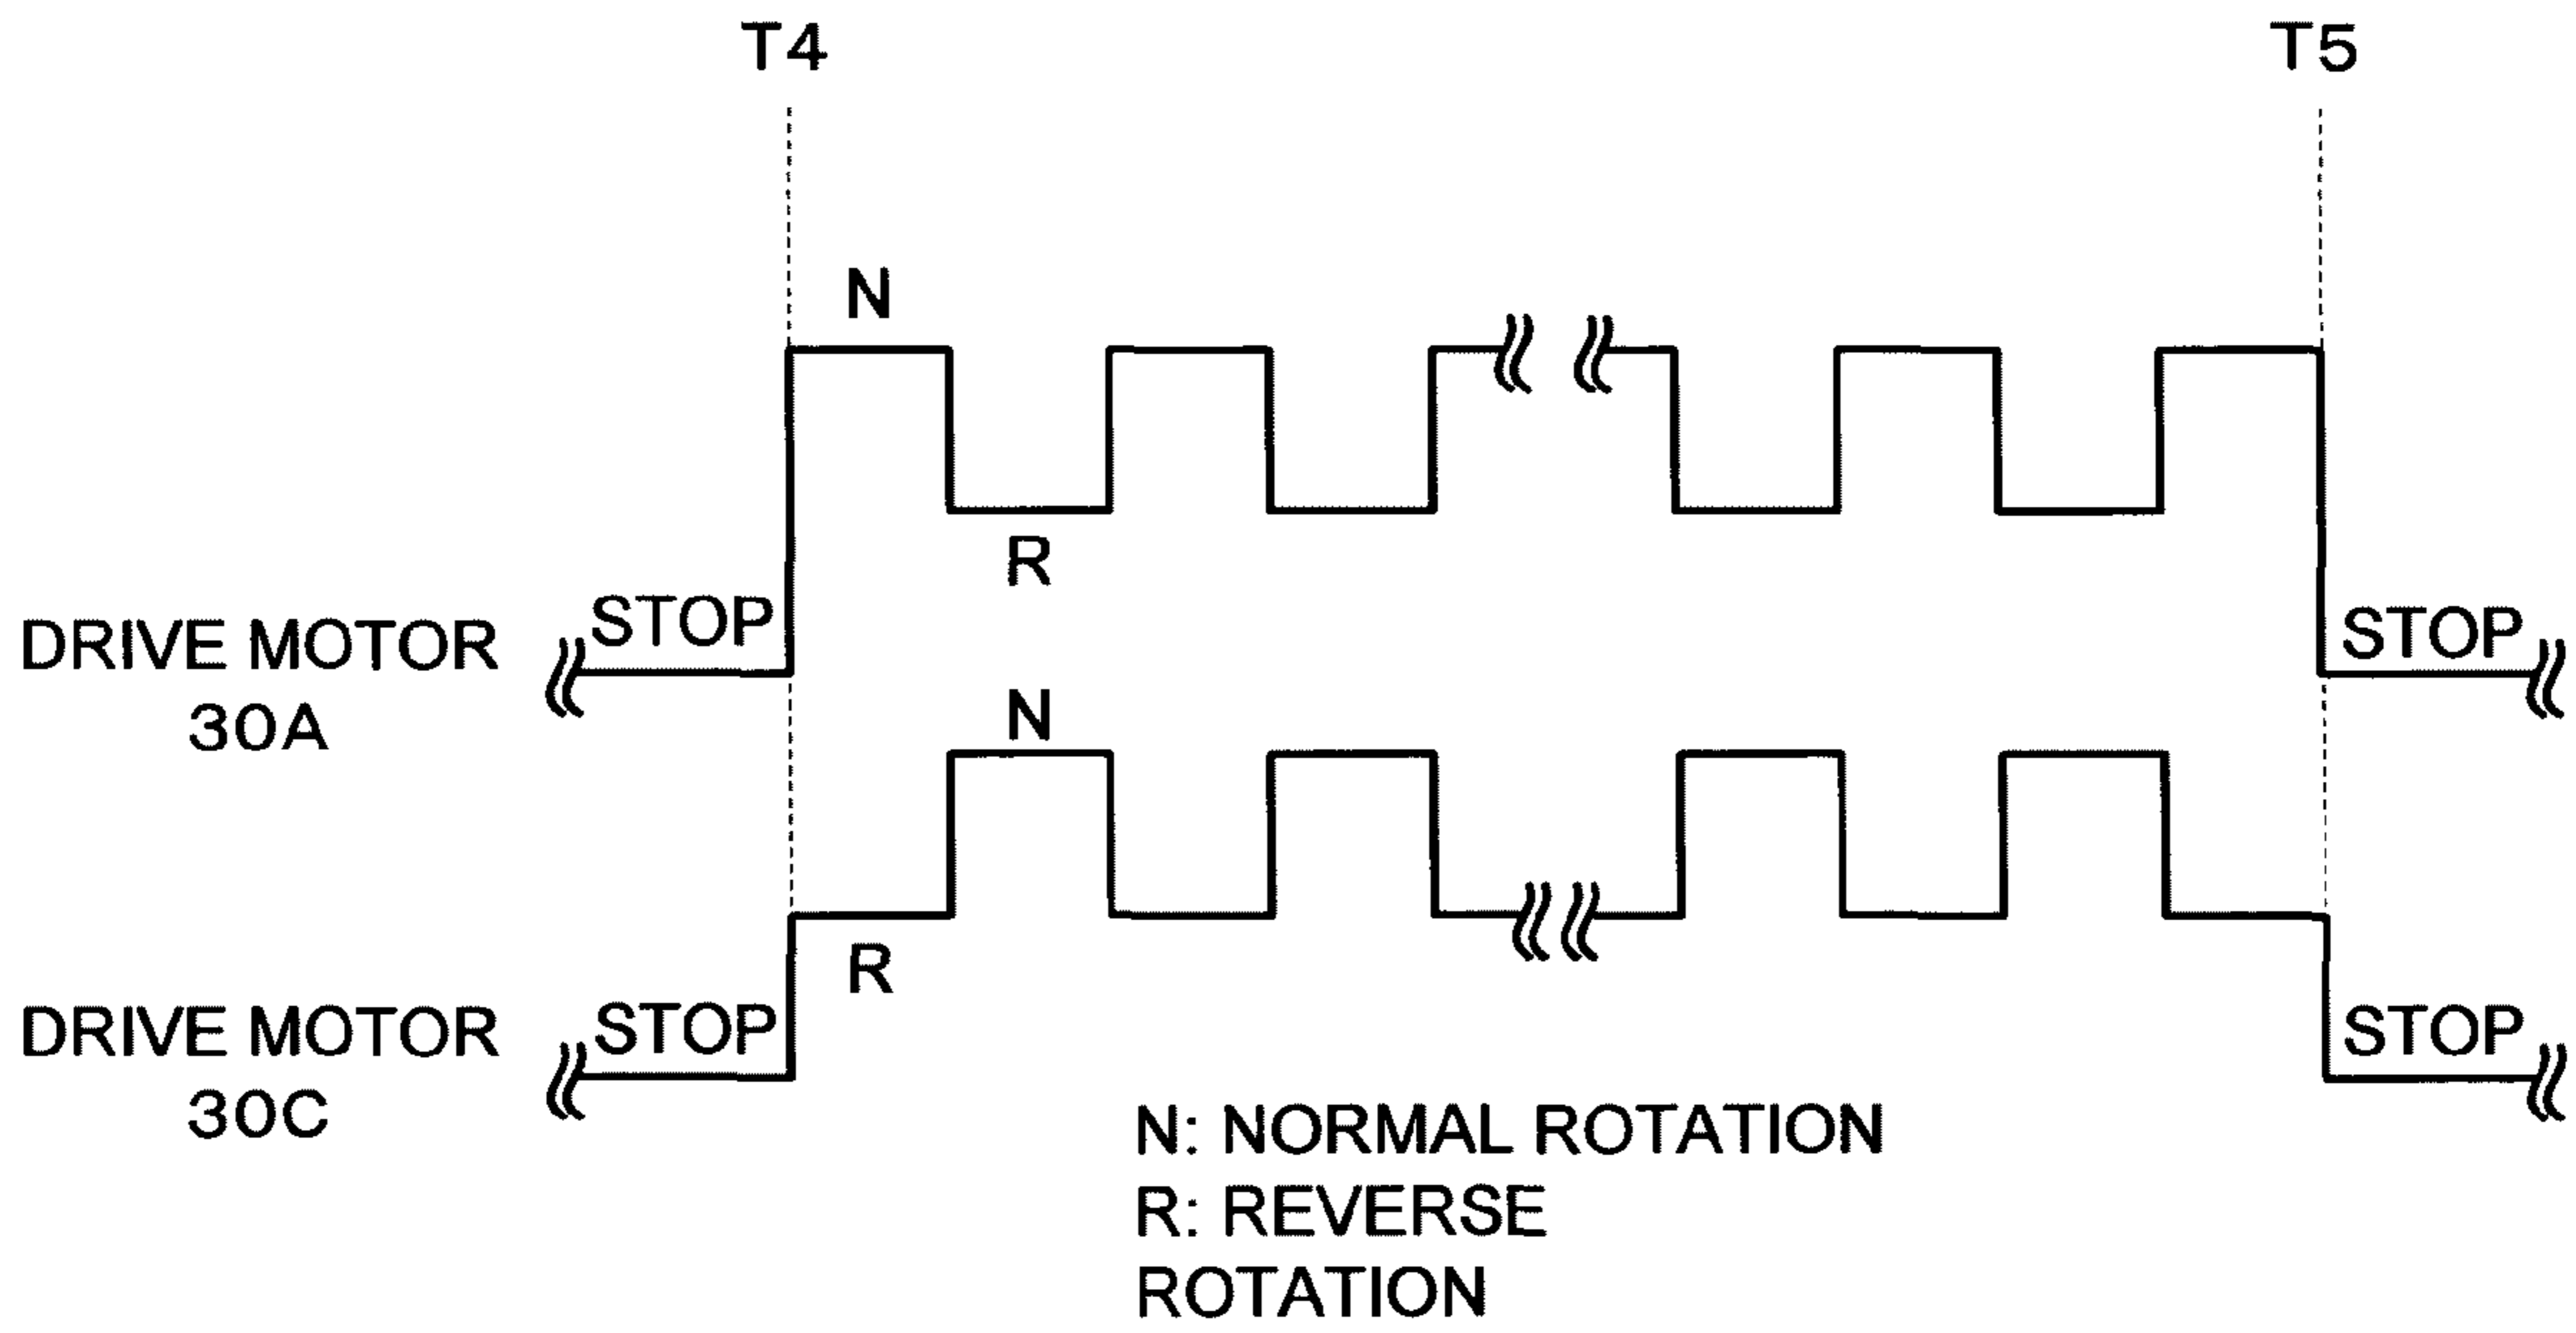 T4 T5
N
R
STOP STOP
DRIVE MOTOR
30A
N
R
STOP STOP
DRIVE MOTOR
30C
N: NORMAL ROTATION
R: REVERSE
ROTATION